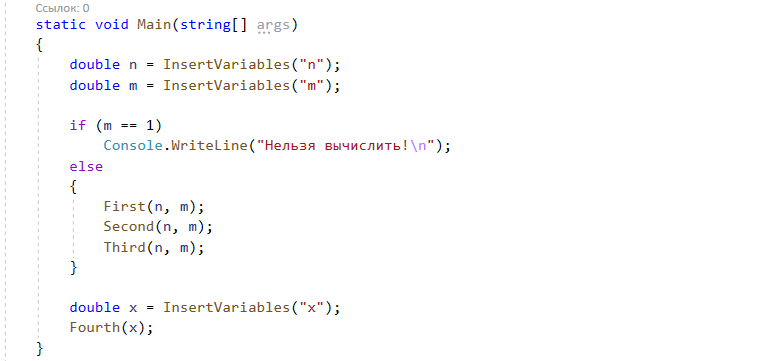 Ссылок: 0
static void Main(string[] args)
{
    double n = InsertVariables("n");
    double m = InsertVariables("m");

    if (m == 1)
        Console.WriteLine("Нельзя вычислить!\n");
    else
    {
        First(n, m);
        Second(n, m);
        Third(n, m);
    }

    double x = InsertVariables("x");
    Fourth(x);
}